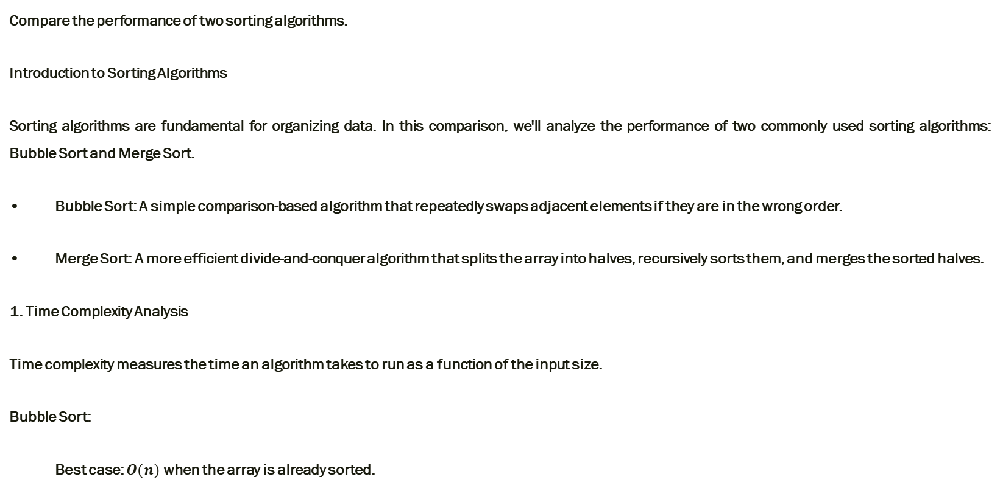 Compare the performance of two sorting algorithms.
Introduction to Sorting Algorithms
Sorting algorithms are fundamental for organizing data. In this comparison, we'll analyze the performance of two commonly used sorting algorithms:
Bubble Sort and Merge Sort.
• Bubble Sort: A simple comparison-based algorithm that repeatedly swaps adjacent elements if they are in the wrong order.
• Merge Sort: A more efficient divide-and-conquer algorithm that splits the array into halves, recursively sorts them, and merges the sorted halves.
1. Time Complexity Analysis
Time complexity measures the time an algorithm takes to run as a function of the input size.
Bubble Sort:
Best case: O(n) when the array is already sorted.